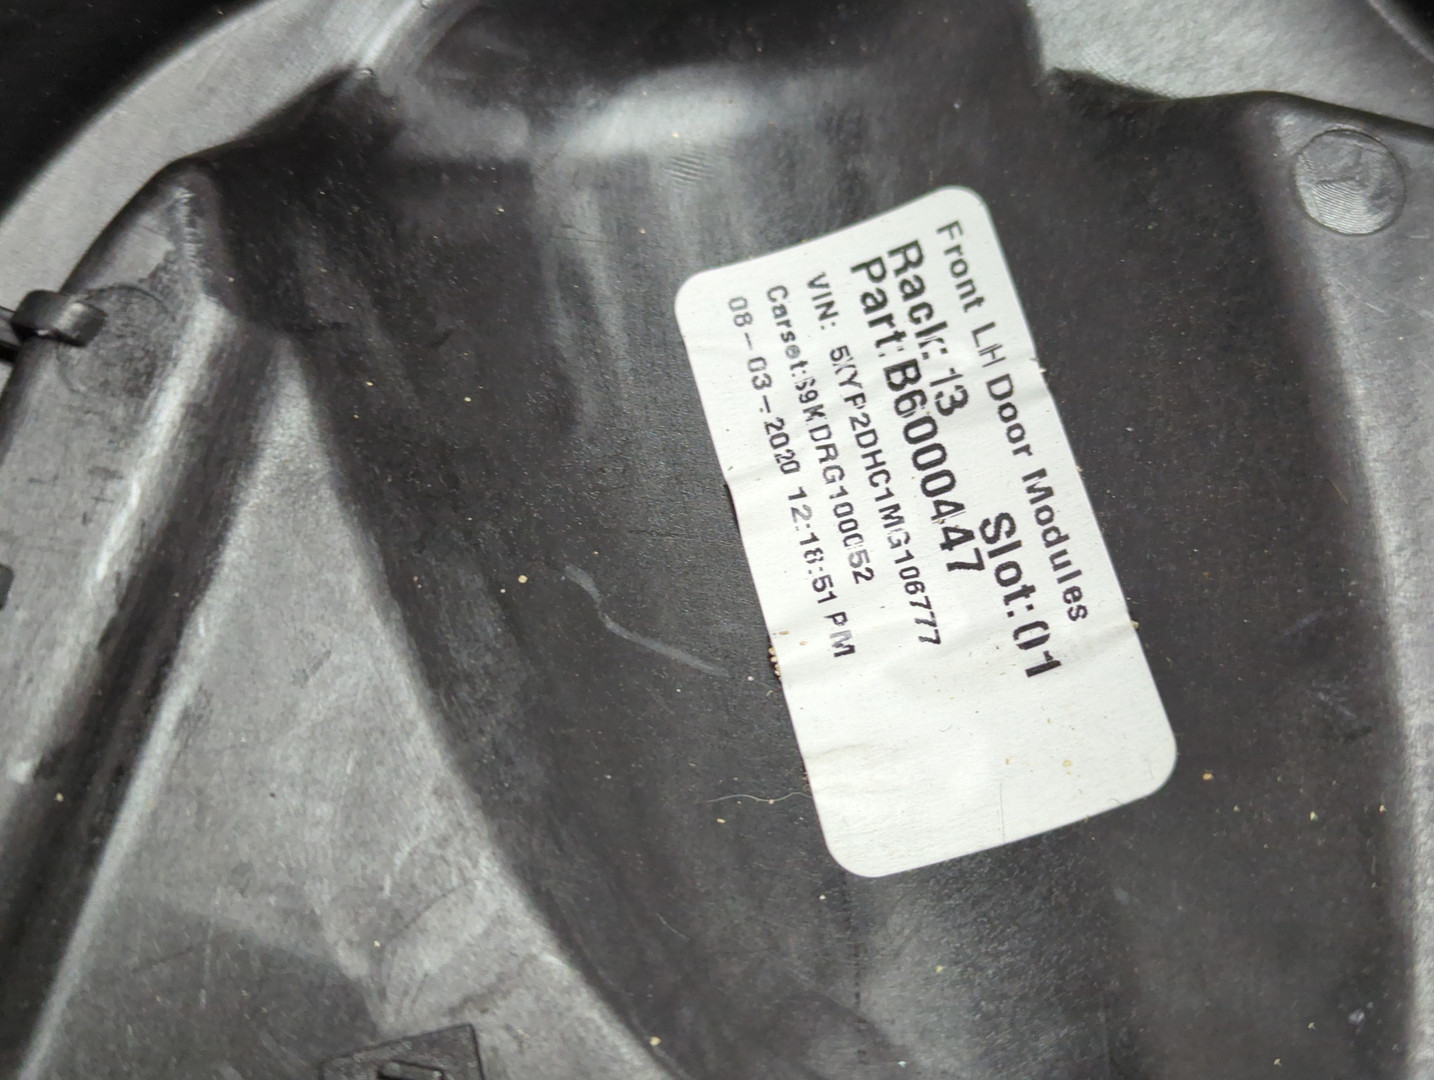 Front LH Door Modules
Rack: 13 Slot: 01
Part: B6000447
VIN: 5XYP2DHC1MG106777
Carset:S9KDRG100052
08-03-2020 12:18:51 PM